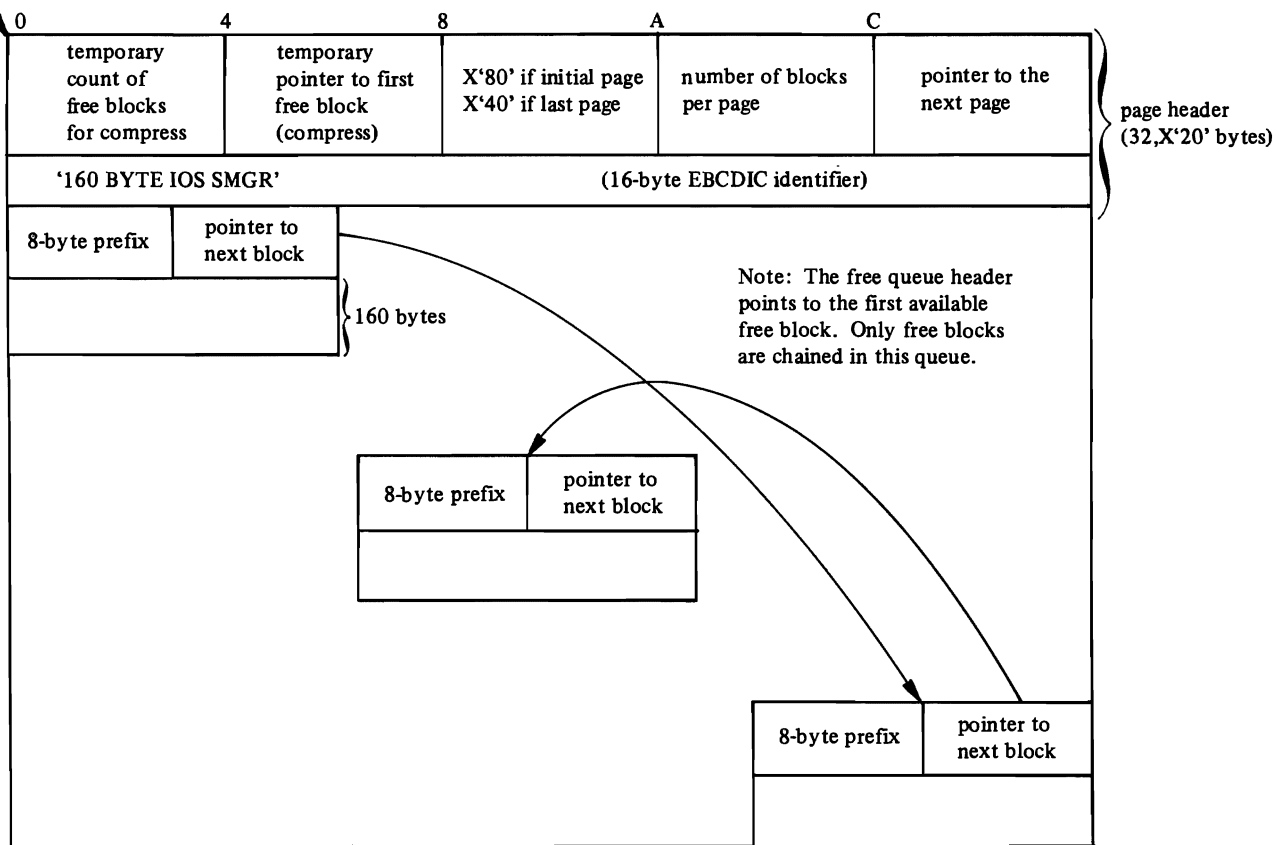 0 4 8 A C
temporary
count of
free blocks
for compress
temporary
pointer to first
free block
(compress)
X‘80’ if initial page
X‘40’ if last page
number of blocks
per page
pointer to the
next page
page header
(32,X‘20’ bytes)
‘160 BYTE IOS SMGR’ (16-byte EBCDIC identifier)
8-byte prefix
pointer to
next block
160 bytes
Note: The free queue header
points to the first available
free block. Only free blocks
are chained in this queue.
8-byte prefix
pointer to
next block
8-byte prefix
pointer to
next block